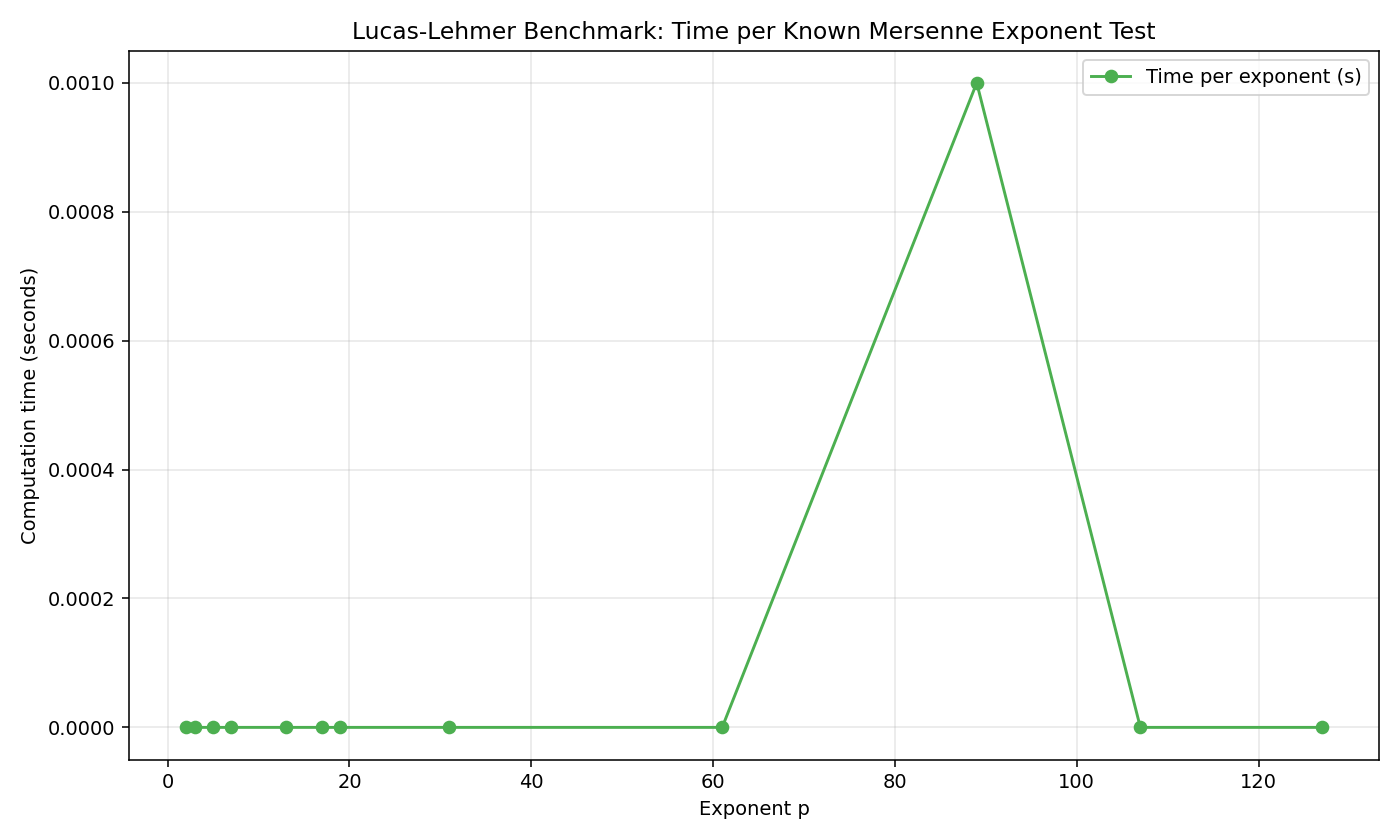 Lucas-Lehmer Benchmark: Time per Known Mersenne Exponent Test
Time per exponent (s)
Computation time (seconds)
0.0010
0.0008
0.0006
0.0004
0.0002
0.0000
0 20 40 60 80 100 120
Exponent p